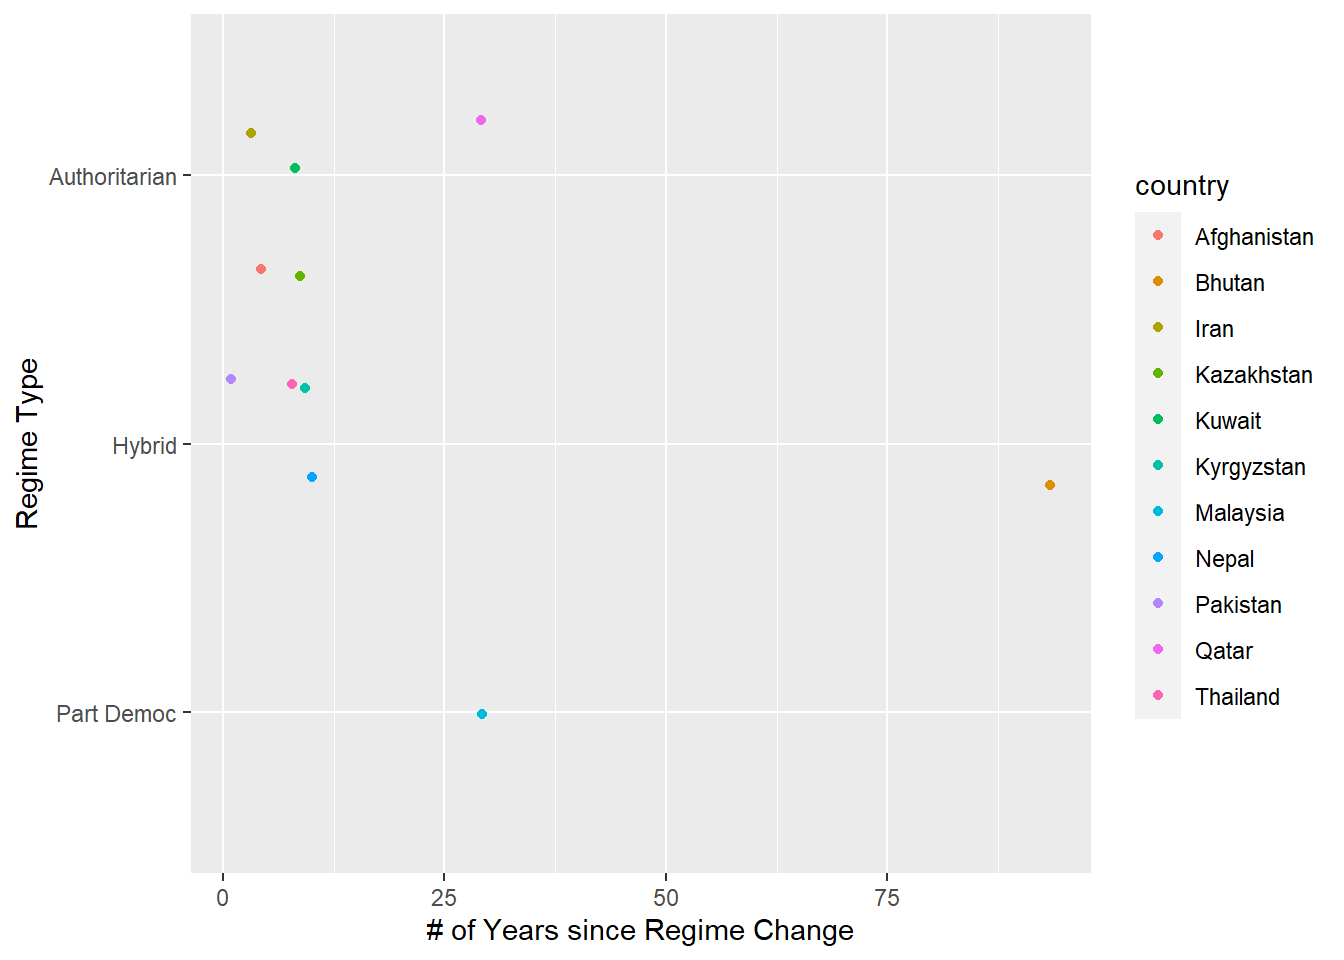 Regime Type
Authoritarian
Hybrid
Part Democ
0 25 50 75
# of Years since Regime Change
country
Afghanistan
Bhutan
Iran
Kazakhstan
Kuwait
Kyrgyzstan
Malaysia
Nepal
Pakistan
Qatar
Thailand